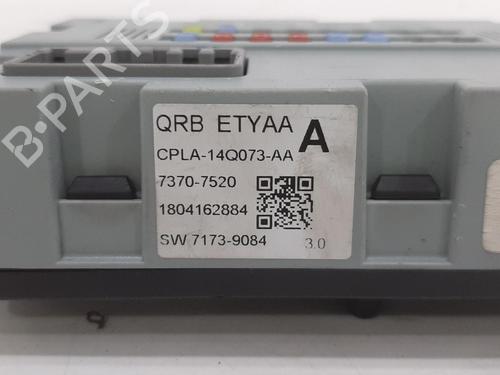 B-PARTS
QRB ETYAA A
CPLA-14Q073-AA
7370-7520
1804162884
SW 7173-9084 3.0